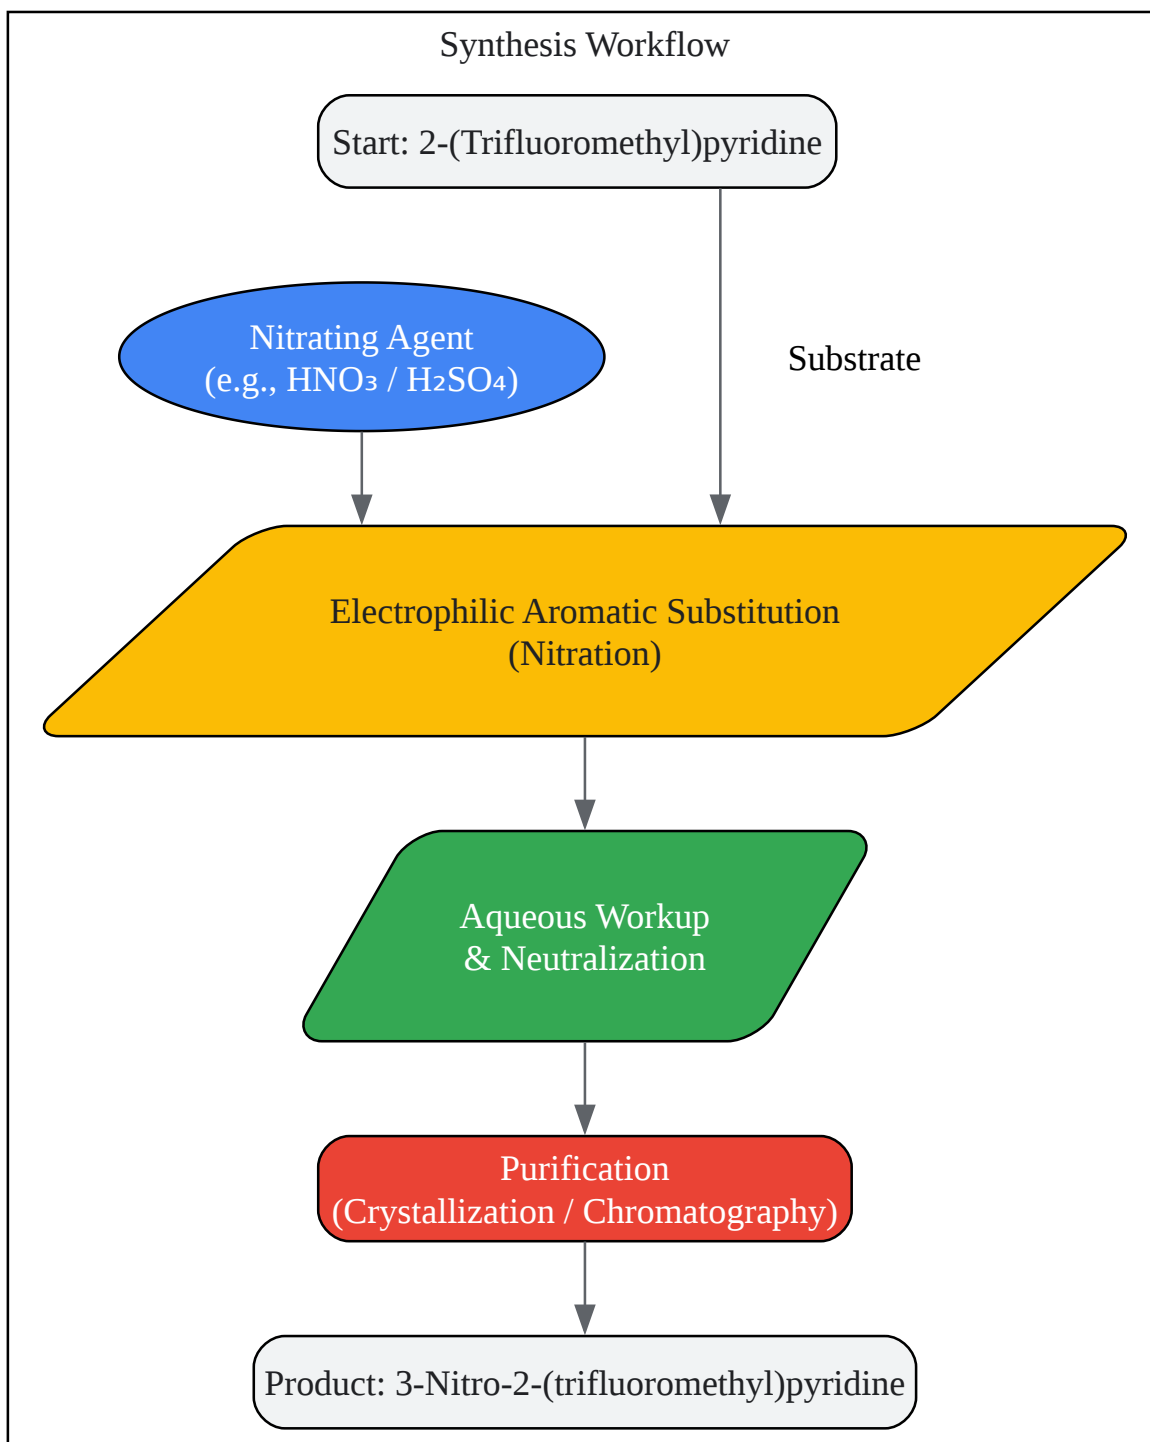 Synthesis Workflow
Start: 2-(Trifluoromethyl)pyridine
Nitrating Agent
(e.g., HNO₃ / H₂SO₄)
Substrate
Electrophilic Aromatic Substitution
(Nitration)
Aqueous Workup
& Neutralization
Purification
(Crystallization / Chromatography)
Product: 3-Nitro-2-(trifluoromethyl)pyridine